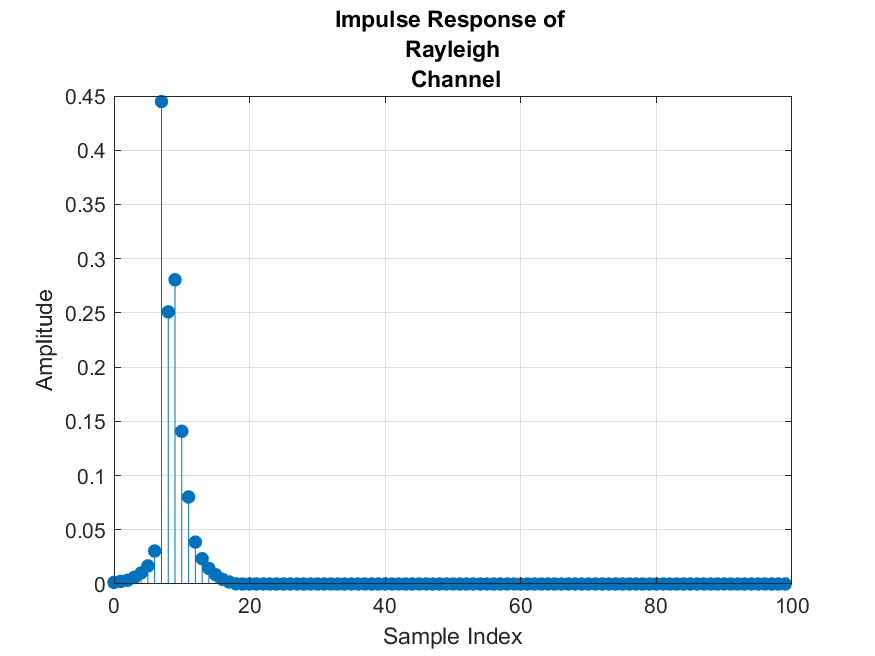 Impulse Response of
Rayleigh
Channel
0.45
0.4
0.35
0.3
0.25
0.2
0.15
0.1
0.05
0
0 20 40 60 80 100
Amplitude
Sample Index